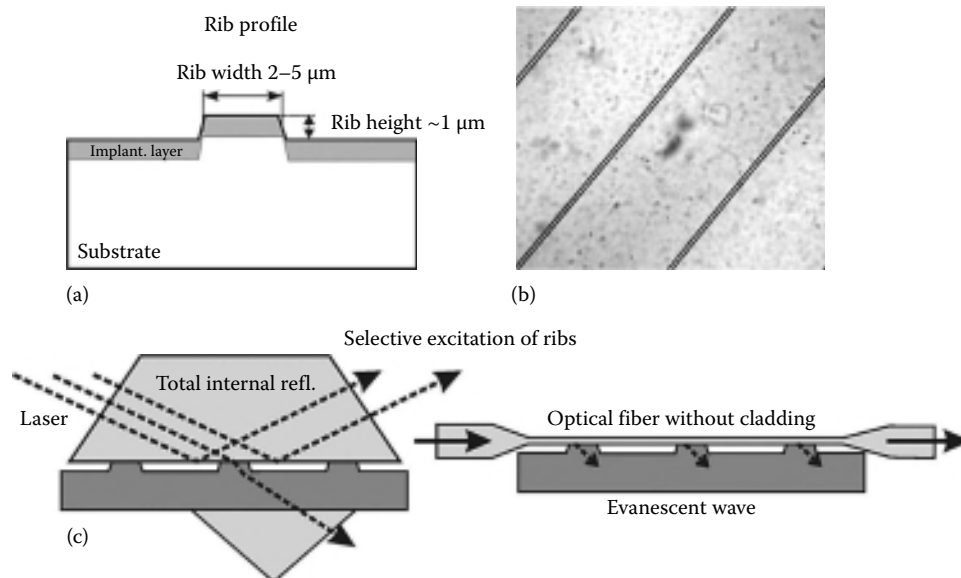 Rib profile
Rib width 2–5 μm
Rib height ~1 μm
Implant. layer
Substrate
(a)
(b)
Selective excitation of ribs
Total internal refl.
Laser
Optical fiber without cladding
Evanescent wave
(c)